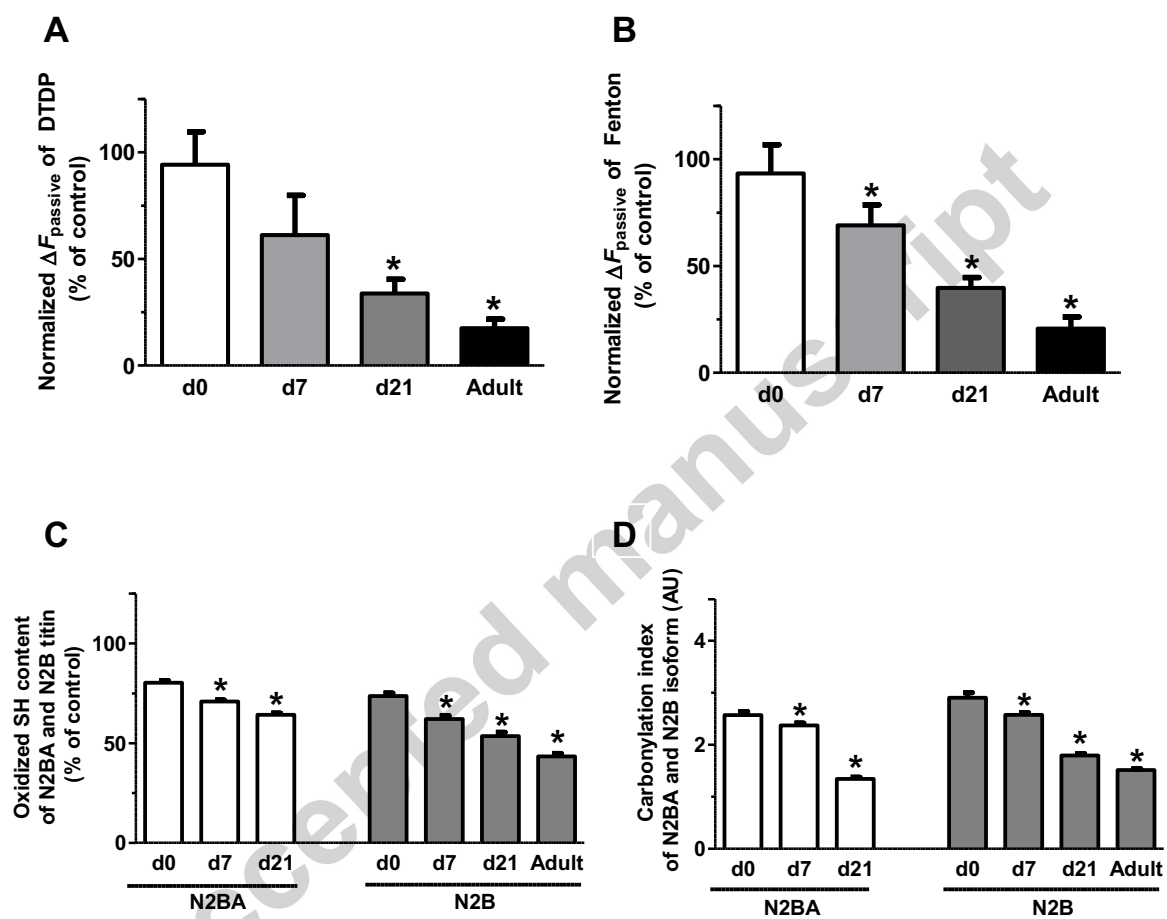 A
Normalized ΔFpassive of DTDP
(% of control)
100
50
0
*
*
d0 d7 d21 Adult
B
Normalized ΔFpassive of Fenton
(% of control)
100
50
0
*
*
*
d0 d7 d21 Adult
C
Oxidized SH content
of N2BA and N2B titin
(% of control)
100
50
0
* * * * *
d0 d7 d21 d0 d7 d21 Adult
N2BA N2B
D
Carbonylation index
of N2BA and N2B isoform (AU)
4
2
0
* * * * *
d0 d7 d21 d0 d7 d21 Adult
N2BA N2B
accepted manuscript